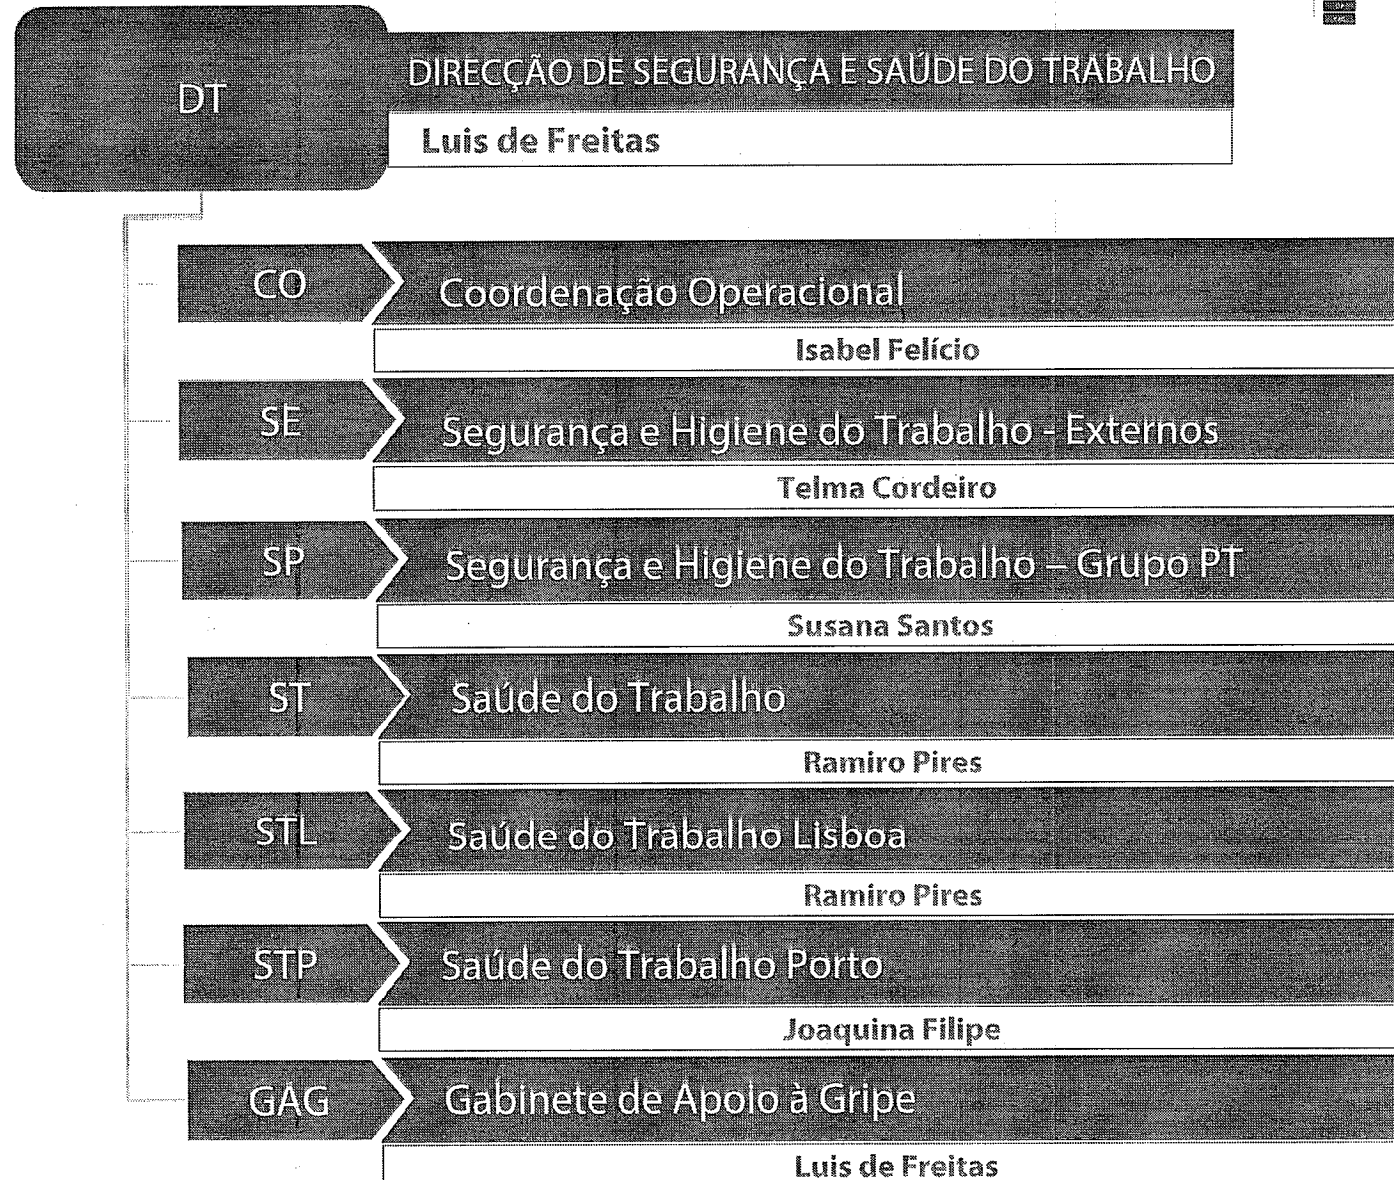 DT
DIRECÇÃO DE SEGURANÇA E SAÚDE DO TRABALHO
Luis de Freitas
CO
Coordenação Operacional
Isabel Felício
SE
Segurança e Higiene do Trabalho - Externos
Telma Cordeiro
SP
Segurança e Higiene do Trabalho – Grupo PT
Susana Santos
ST
Saúde do Trabalho
Ramiro Pires
STL
Saúde do Trabalho Lisboa
Ramiro Pires
STP
Saúde do Trabalho Porto
Joaquina Filipe
GAG
Gabinete de Apoio à Gripe
Luis de Freitas